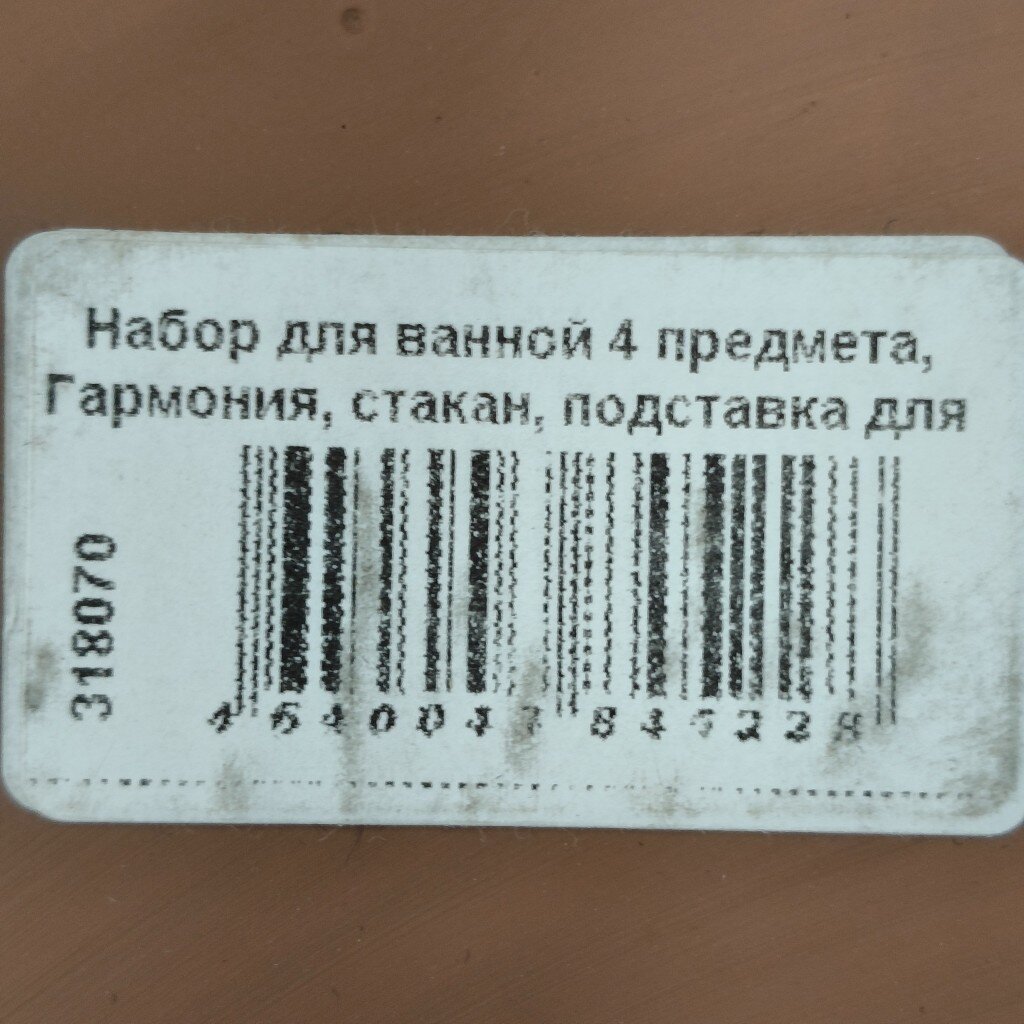 Набор для ванной 4 предмета,
Гармония, стакан, подставка для
318070